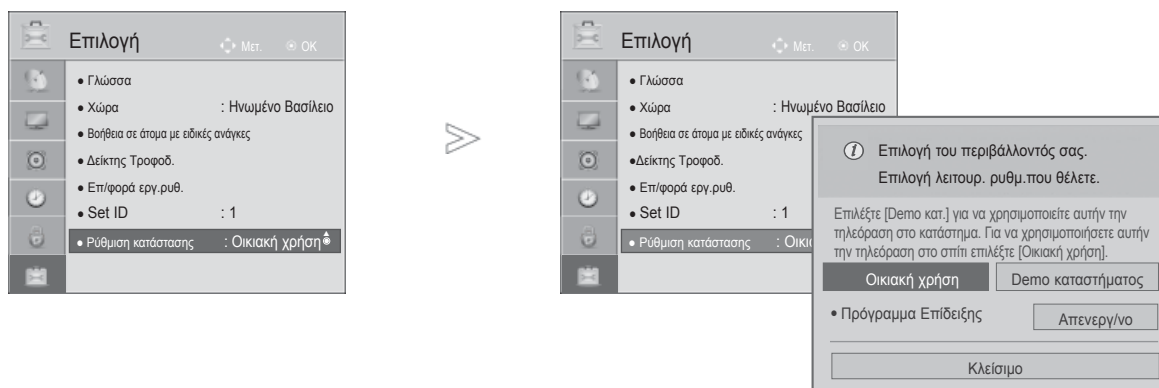 Επιλογή
Μετ. OK
• Γλώσσα
• Χώρα : Ηνωμένο Βασίλειο
• Βοήθεια σε άτομα με ειδικές ανάγκες
• Δείκτης Τροφοδ.
• Επ/φορά εργ.ρυθ.
• Set ID : 1
• Ρύθμιση κατάστασης : Οικιακή χρήση
Επιλογή
Μετ. OK
• Γλώσσα
• Χώρα : Ηνωμένο Βασίλειο
• Βοήθεια σε άτομα με ειδικές ανάγκες
•Δείκτης Τροφοδ.
• Επ/φορά εργ.ρυθ.
• Set ID : 1
• Ρύθμιση κατάστασης : Οικι
Επιλογή του περιβάλλοντός σας.
Επιλογή λειτουρ. ρυθμ.που θέλετε.
Επιλέξτε [Demo κατ.] για να χρησιμοποιείτε αυτήν την
τηλεόραση στο κατάστημα. Για να χρησιμοποιήσετε αυτήν
την τηλεόραση στο σπίτι επιλέξτε [Οικιακή χρήση].
Οικιακή χρήση Demo καταστήματος
• Πρόγραμμα Επίδειξης Απενεργ/νο
Κλείσιμο